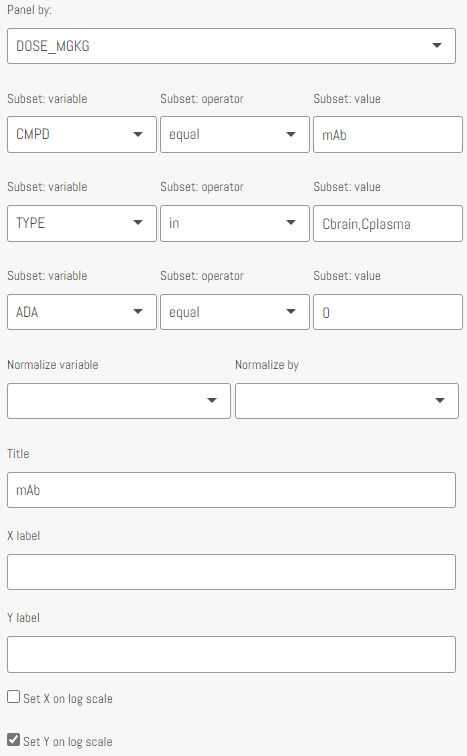 Panel by:
DOSE_MGKG
Subset: variable Subset: operator Subset: value
CMPD equal mAb
Subset: variable Subset: operator Subset: value
TYPE in Cbrain,Cplasma
Subset: variable Subset: operator Subset: value
ADA equal 0
Normalize variable Normalize by
Title
mAb
X label
Y label
Set X on log scale
Set Y on log scale